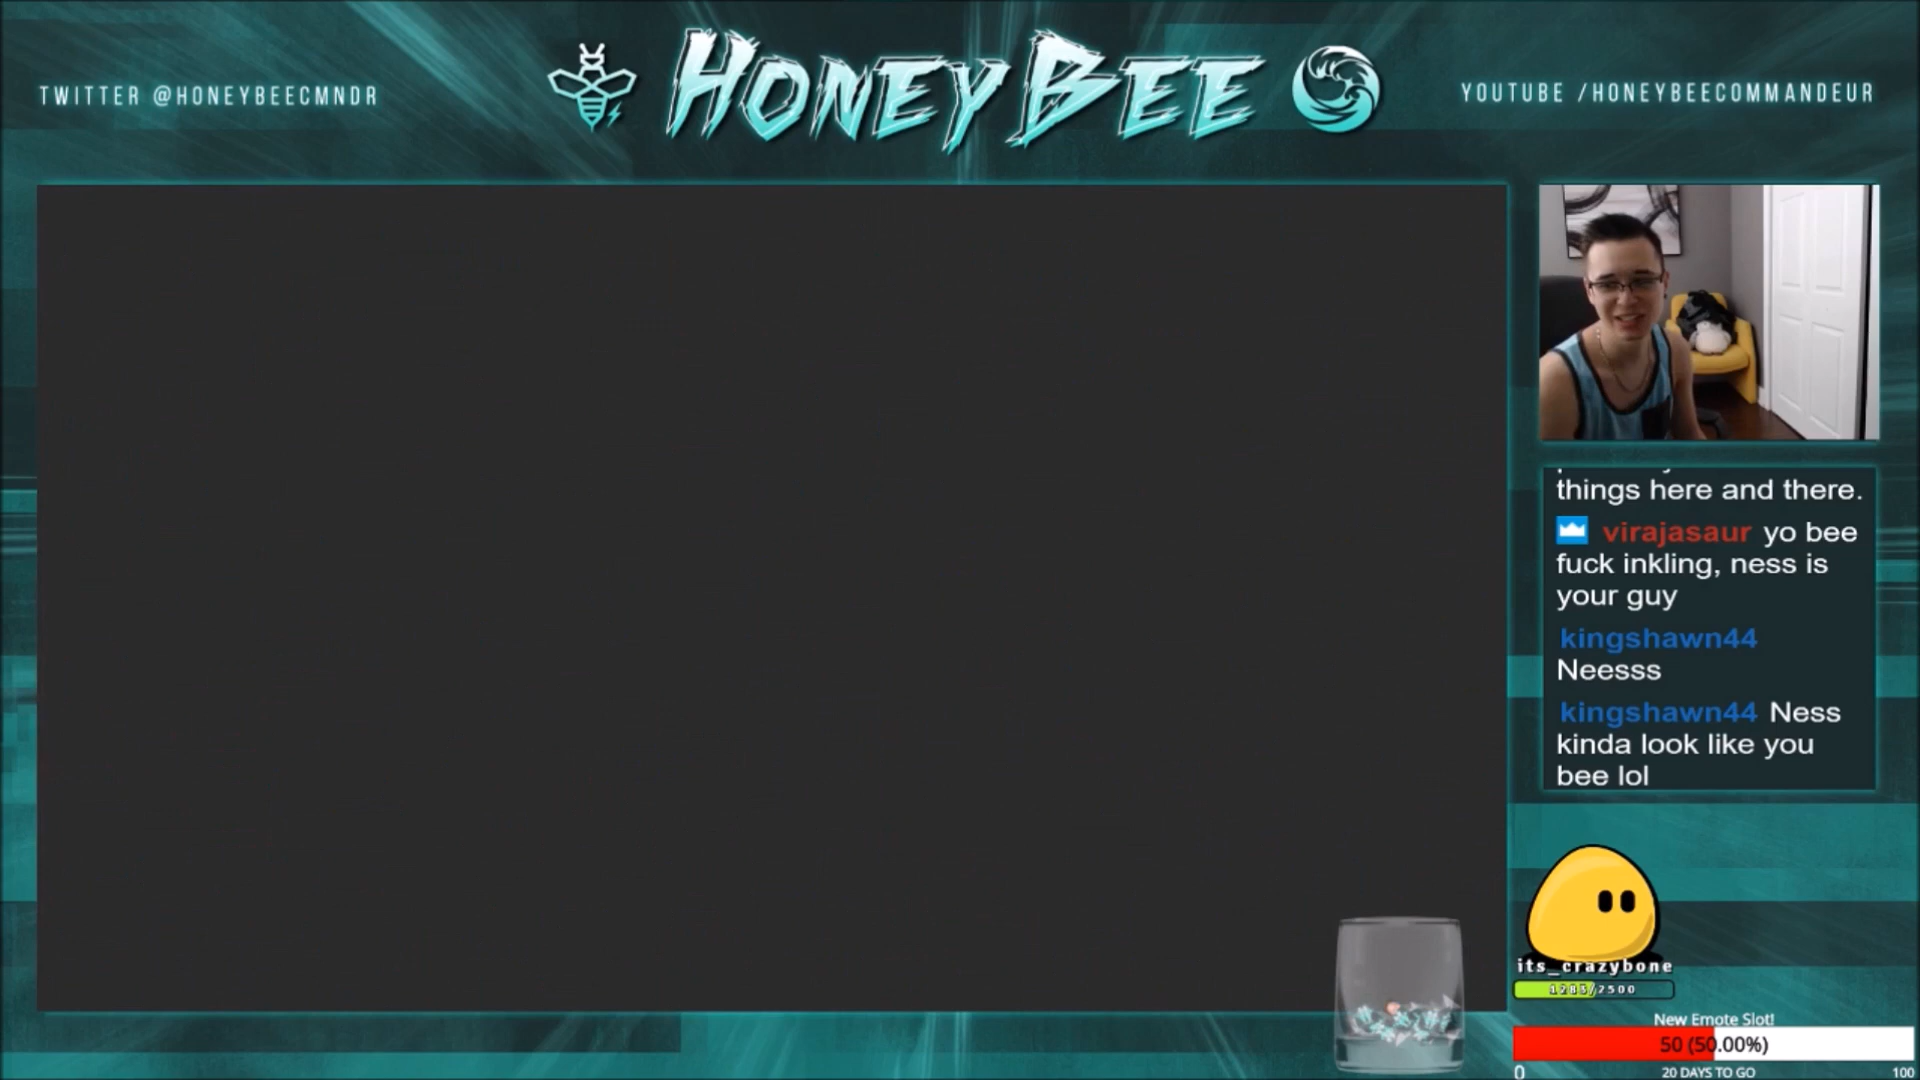 TWITTER @HONEYBEECMNDR
HONEYBEE
YOUTUBE /HONEYBEECOMMANDEUR
things here and there.
virajasaur yo bee
fuck inkling, ness is
your guy
kingshawn44
Neesss
kingshawn44 Ness
kinda look like you
bee lol
its_crazybone
1285/2500
New Emote Slot!
50 (50.00%)
0 20 DAYS TO GO 100